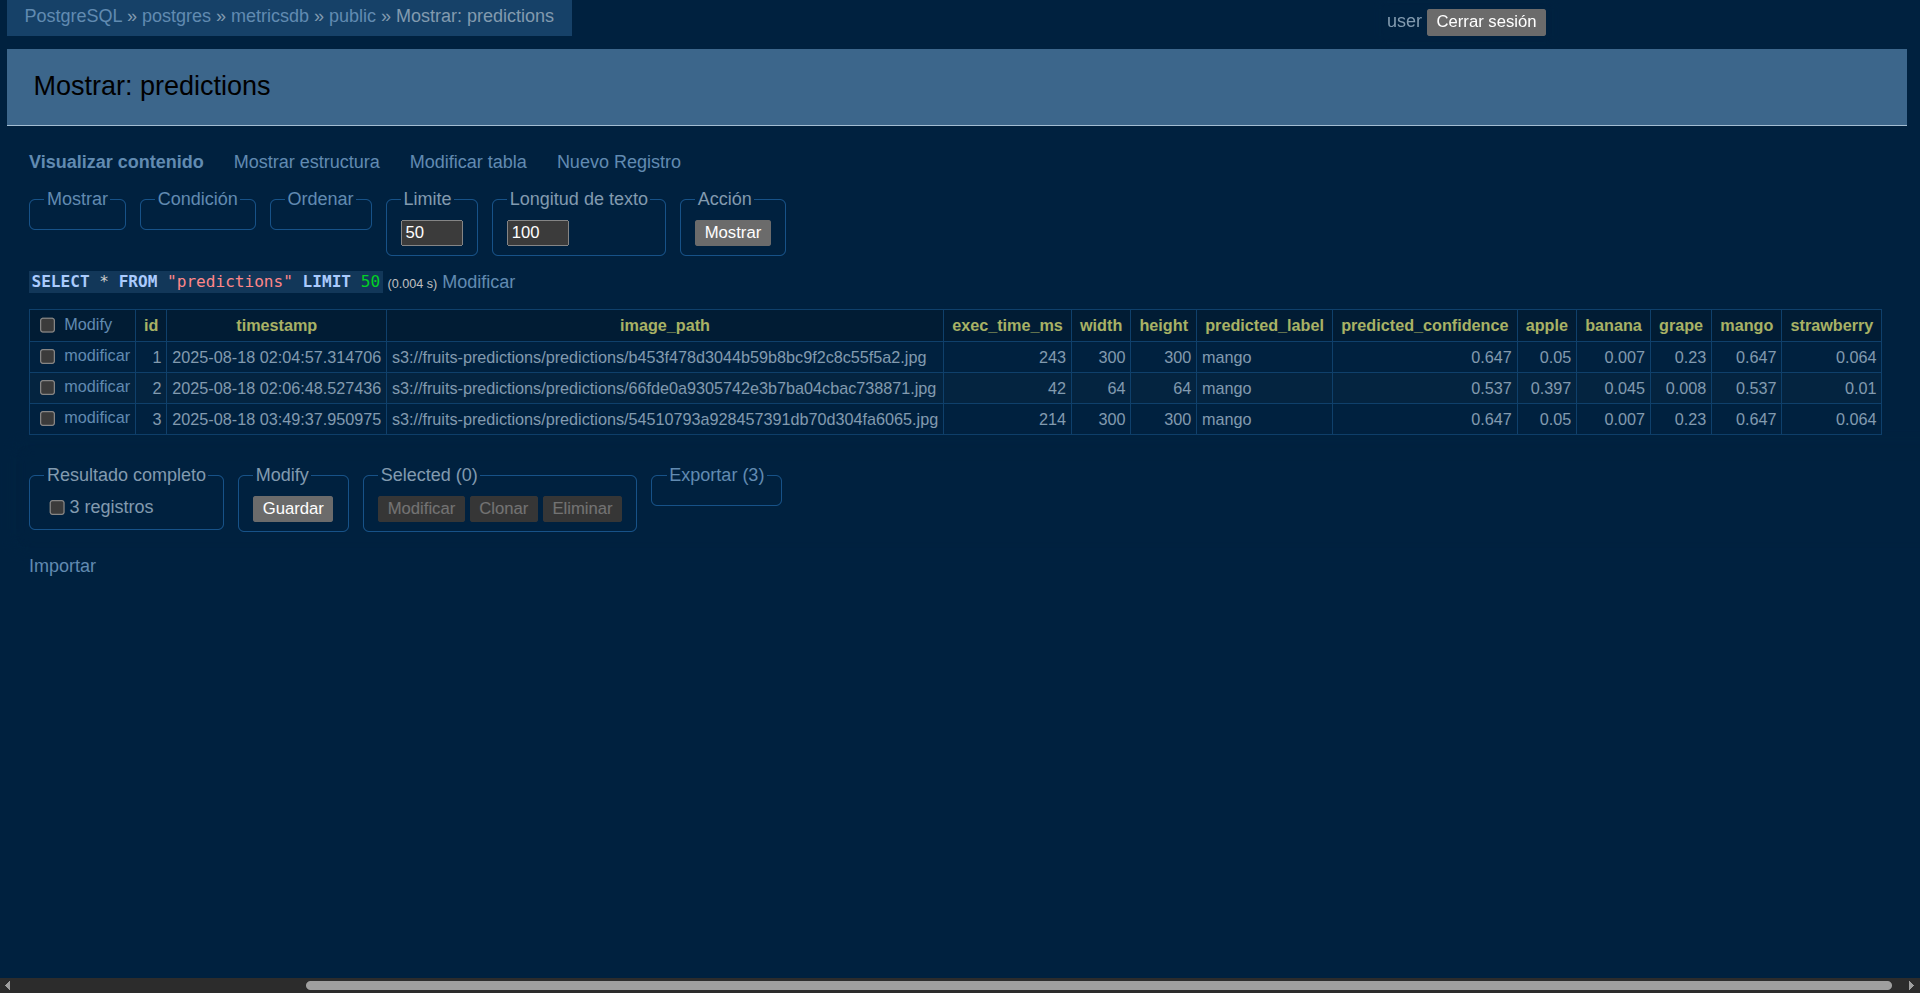 PostgreSQL » postgres » metricsdb » public » Mostrar: predictions
user Cerrar sesión
Mostrar: predictions
Visualizar contenido Mostrar estructura Modificar tabla Nuevo Registro
Mostrar Condición Ordenar Limite Longitud de texto Acción
50 100 Mostrar
SELECT * FROM "predictions" LIMIT 50 (0.004 s) Modificar
Modify id timestamp image_path exec_time_ms width height predicted_label predicted_confidence apple banana grape mango strawberry
modificar 1 2025-08-18 02:04:57.314706 s3://fruits-predictions/predictions/b453f478d3044b59b8bc9f2c8c55f5a2.jpg 243 300 300 mango 0.647 0.05 0.007 0.23 0.647 0.064
modificar 2 2025-08-18 02:06:48.527436 s3://fruits-predictions/predictions/66fde0a9305742e3b7ba04cbac738871.jpg 42 64 64 mango 0.537 0.397 0.045 0.008 0.537 0.01
modificar 3 2025-08-18 03:49:37.950975 s3://fruits-predictions/predictions/54510793a928457391db70d304fa6065.jpg 214 300 300 mango 0.647 0.05 0.007 0.23 0.647 0.064
Resultado completo Modify Selected (0) Exportar (3)
3 registros Guardar Modificar Clonar Eliminar
Importar